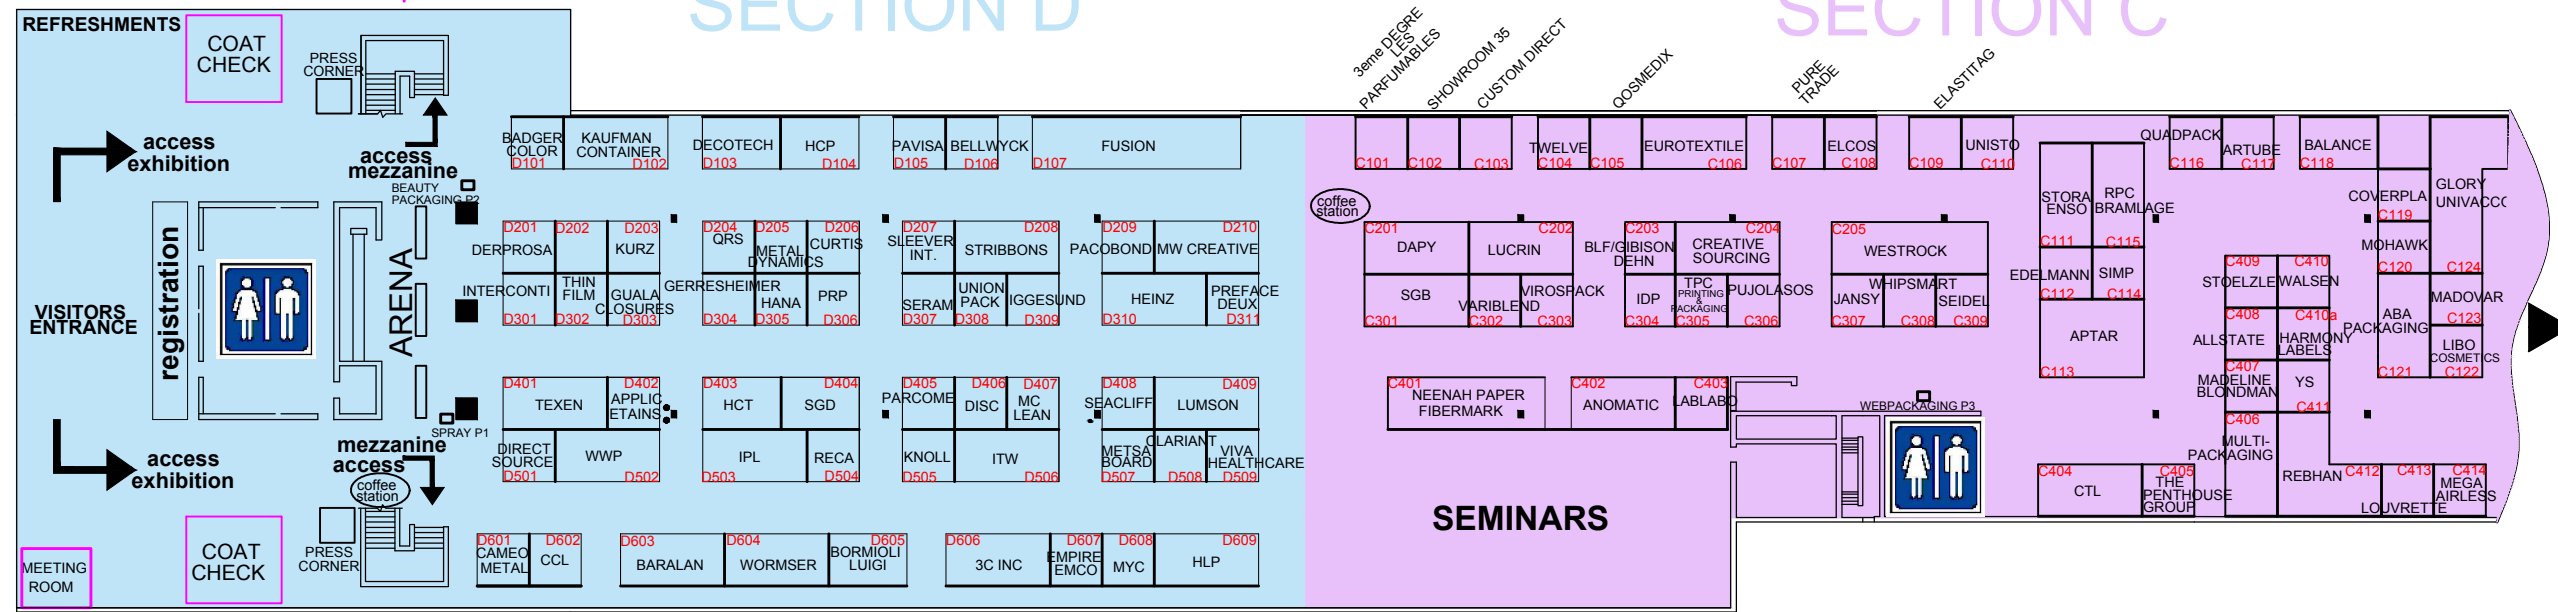 SECTION D
SECTION C
REFRESHMENTS
COAT
CHECK
PRESS
CORNER
access
exhibition
access
mezzanine
BEAUTY
PACKAGING P2
VISITORS
ENTRANCE
registration
ARENA
SPRAY P1
mezzanine
access
access
exhibition
coffee
station
PRESS
CORNER
COAT
CHECK
MEETING
ROOM
BADGER
COLOR
D101
KAUFMAN
CONTAINER
D102
DECOTECH
D103
HCP
D104
PAVISA
D105
BELLWYCK
D106
FUSION
D107
D201
DERPROSA
D202
D203
KURZ
D204
QRS
D205
METAL
DYNAMICS
D206
CURTIS
D207
SLEEVER
INT.
D208
STRIBBONS
D209
PACOBOND
D210
MW CREATIVE
INTERCONTI
D301
THIN
FILM
D302
GUALA
CLOSURES
D303
GERRESHEIMER
D304
HANA
D305
PRP
D306
SERAM
D307
UNION
PACK
D308
IGGESUND
D309
HEINZ
D310
PREFACE
DEUX
D311
D401
TEXEN
D402
APPLIC
ETAINS
D403
HCT
D404
SGD
D405
PARCOME
D406
DISC
D407
MC
LEAN
D408
SEACLIFF
D409
LUMSON
DIRECT
SOURCE
D501
WWP
D502
IPL
D503
RECA
D504
KNOLL
D505
ITW
D506
METSA
BOARD
D507
CLARIANT
D508
VIVA
HEALTHCARE
D509
D601
CAMEO
METAL
D602
CCL
D603
BARALAN
D604
WORMSER
D605
BORMIOLI
LUIGI
D606
3C INC
D607
EMPIRE
EMCO
D608
MYC
D609
HLP
3eme DEGRE
LES
PARFUMABLES
SHOWROOM 35
CUSTOM DIRECT
QOSMEDIX
PURE
TRADE
ELASTITAG
C101
C102
C103
TWELVE
C104
C105
EUROTEXTILE
C106
C107
ELCOS
C108
C109
UNISTO
C110
QUADPACK
C116
ARTUBE
C117
BALANCE
C118
coffee
station
C201
DAPY
C202
LUCRIN
C203
BLF/GIBISON
DEHN
C204
CREATIVE
SOURCING
C205
WESTROCK
SGB
C301
VARIBLEND
C302
VIROSPACK
C303
IDP
C304
TPC
PRINTING
&
PACKAGING
C305
PUJOLASOS
C306
JANSY
C307
WHIPSMART
C308
SEIDEL
C309
C401
NEENAH PAPER
FIBERMARK
C402
ANOMATIC
C403
LABLABO
WEBPACKAGING P3
SEMINARS
STORA
ENSO
C111
RPC
BRAMLAGE
C115
EDELMANN
C112
SIMP
C114
APTAR
C113
C404
CTL
C405
THE
PENTHOUSE
GROUP
C409
STOELZLE
C410
WALSEN
C408
ALLSTATE
C410a
HARMONY
LABELS
C407
MADELINE
BLONDMAN
YS
C411
C406
MULTI-
PACKAGING
REBHAN
C412
C413
LOUVRETTE
C414
MEGA
AIRLESS
COVERPLA
C119
GLORY
UNIVACCO
MOHAWK
C120
C124
ABA
PACKAGING
C121
MADOVAR
C123
LIBO
COSMETICS
C122